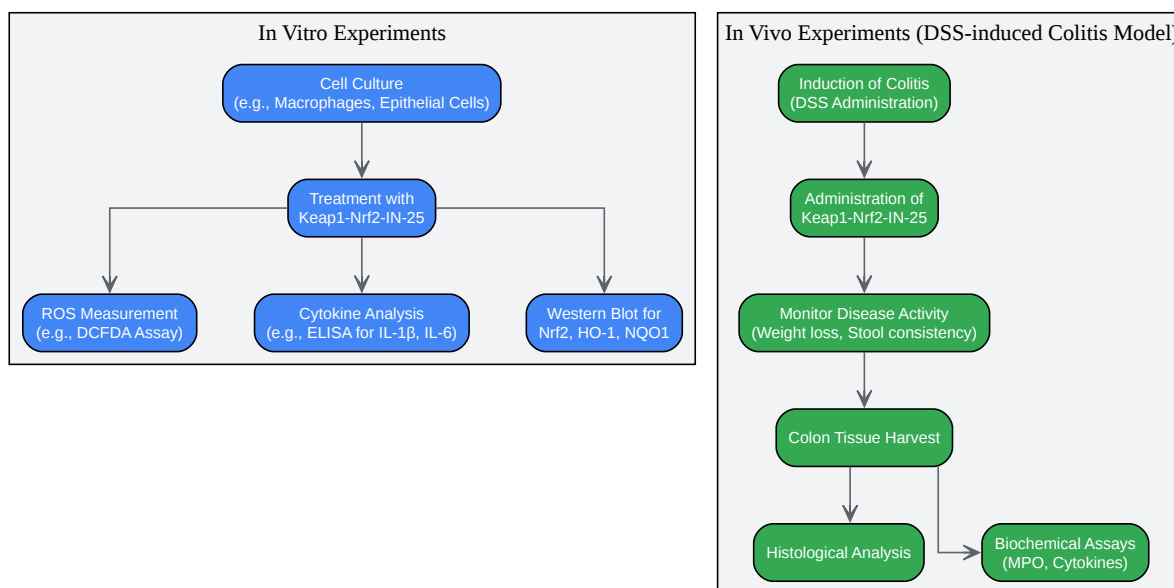 In Vitro Experiments
Cell Culture
(e.g., Macrophages, Epithelial Cells)
Treatment with
Keap1-Nrf2-IN-25
ROS Measurement
(e.g., DCFDA Assay)
Cytokine Analysis
(e.g., ELISA for IL-1β, IL-6)
Western Blot for
Nrf2, HO-1, NQO1
In Vivo Experiments (DSS-induced Colitis Model)
Induction of Colitis
(DSS Administration)
Administration of
Keap1-Nrf2-IN-25
Monitor Disease Activity
(Weight loss, Stool consistency)
Colon Tissue Harvest
Histological Analysis
Biochemical Assays
(MPO, Cytokines)